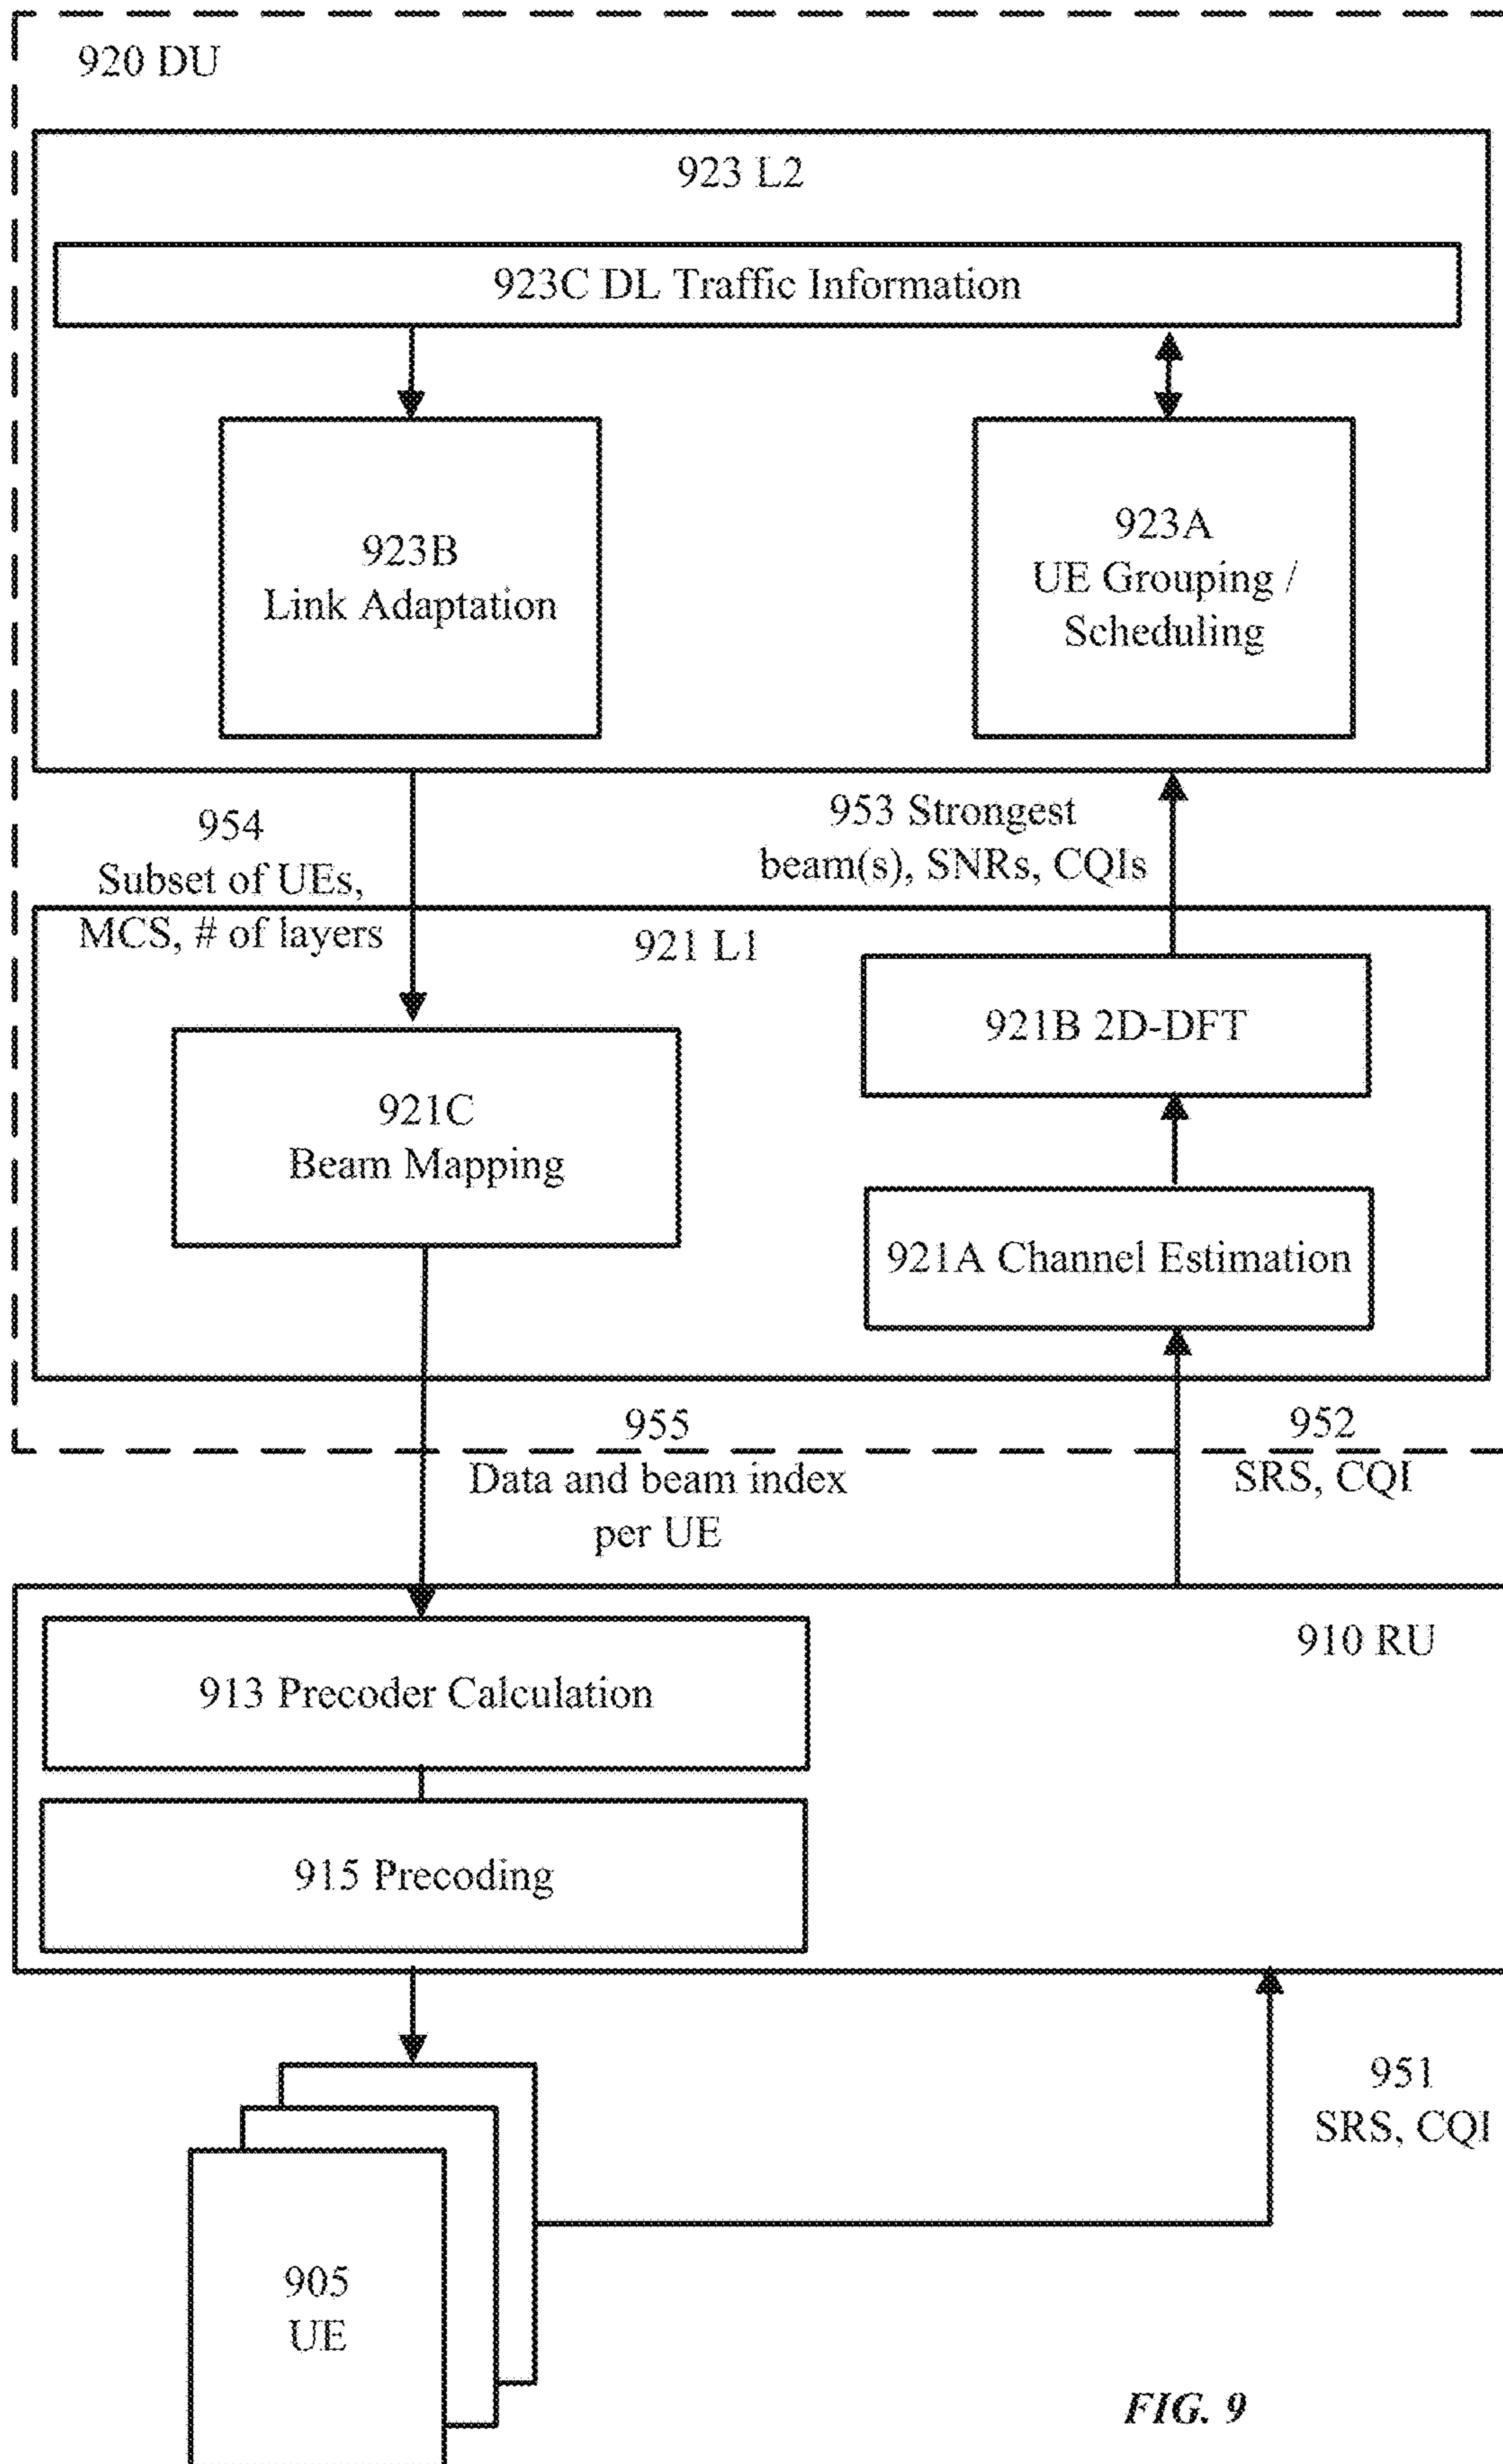 920 DU
923 L2
923C DL Traffic Information
923B
Link Adaptation
923A
UE Grouping /
Scheduling
954
Subset of UEs,
MCS, # of layers
953 Strongest
beam(s), SNRs, CQIs
921 L1
921B 2D-DFT
921C
Beam Mapping
921A Channel Estimation
955
Data and beam index
per UE
952
SRS, CQI
910 RU
913 Precoder Calculation
915 Precoding
951
SRS, CQI
905
UE
FIG. 9